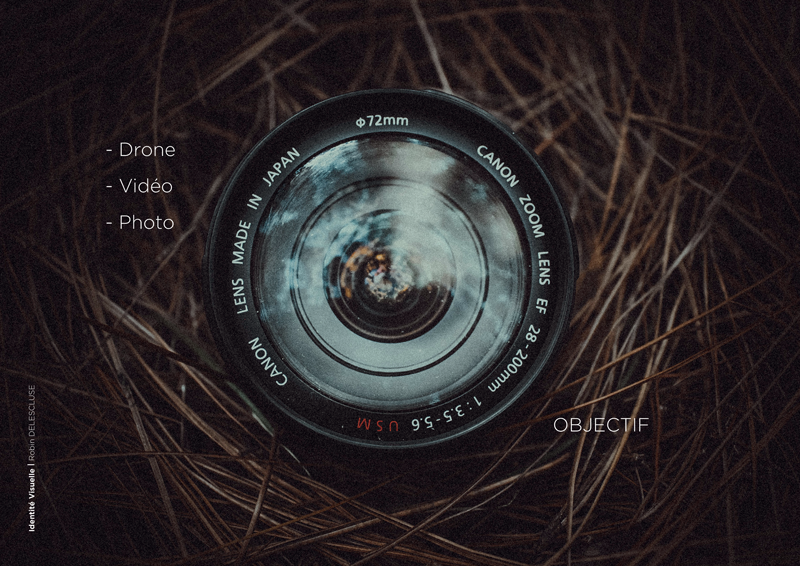 - Drone
- Vidéo
- Photo
Φ72mm
CANON LENS MADE IN JAPAN
CANON ZOOM LENS EF 28-200mm 1:3.5-5.6 USM
OBJECTIF
Identité Visuelle | Robin DELESCLUSE